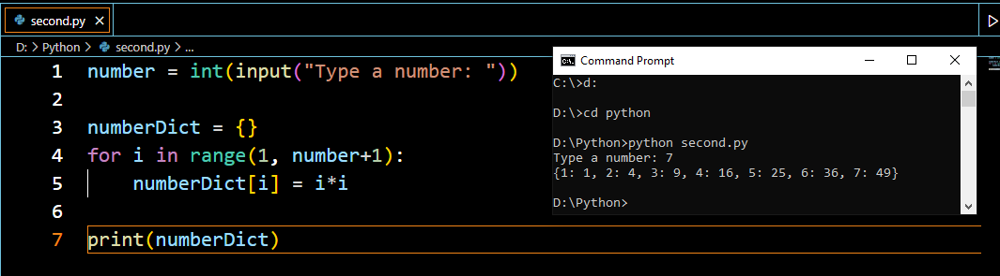 second.py
D: > Python > second.py > ...
1 number = int(input("Type a number: "))
2
3 numberDict = {}
4 for i in range(1, number+1):
5     numberDict[i] = i*i
6
7 print(numberDict)
Command Prompt
C:\>d:
D:\>cd python
D:\Python>python second.py
Type a number: 7
{1: 1, 2: 4, 3: 9, 4: 16, 5: 25, 6: 36, 7: 49}
D:\Python>